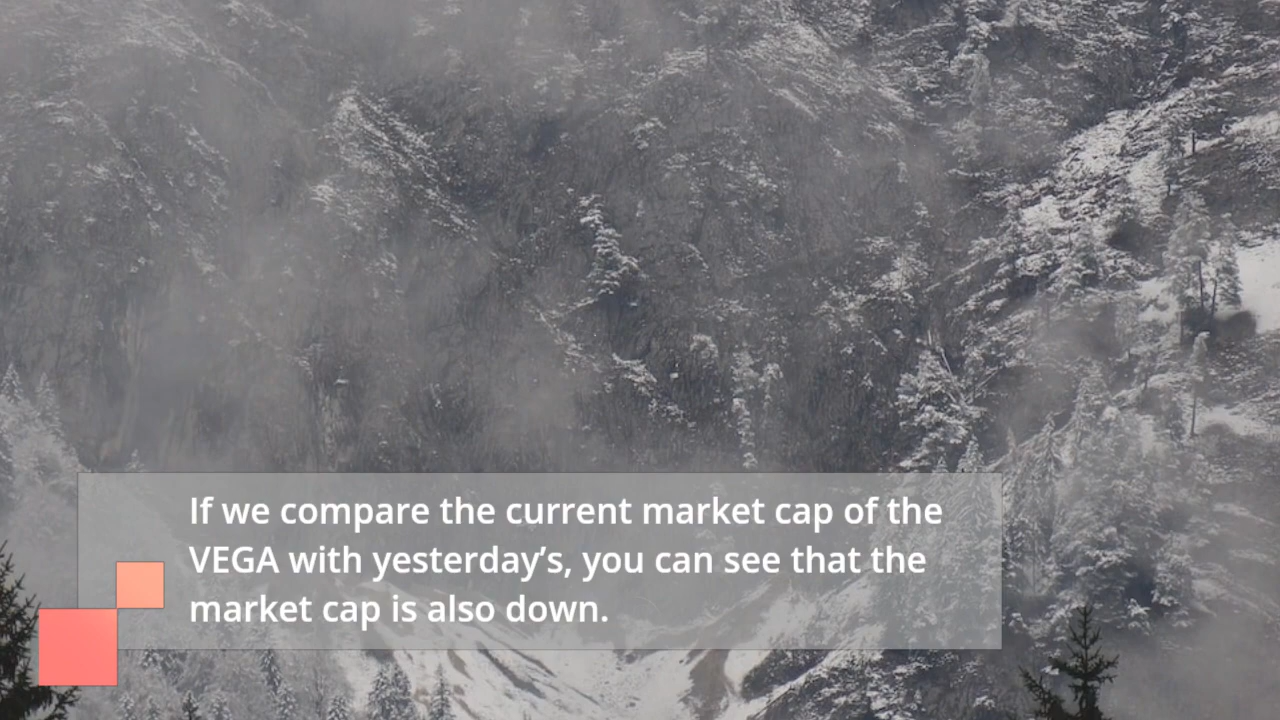 If we compare the current market cap of the
VEGA with yesterday’s, you can see that the
market cap is also down.